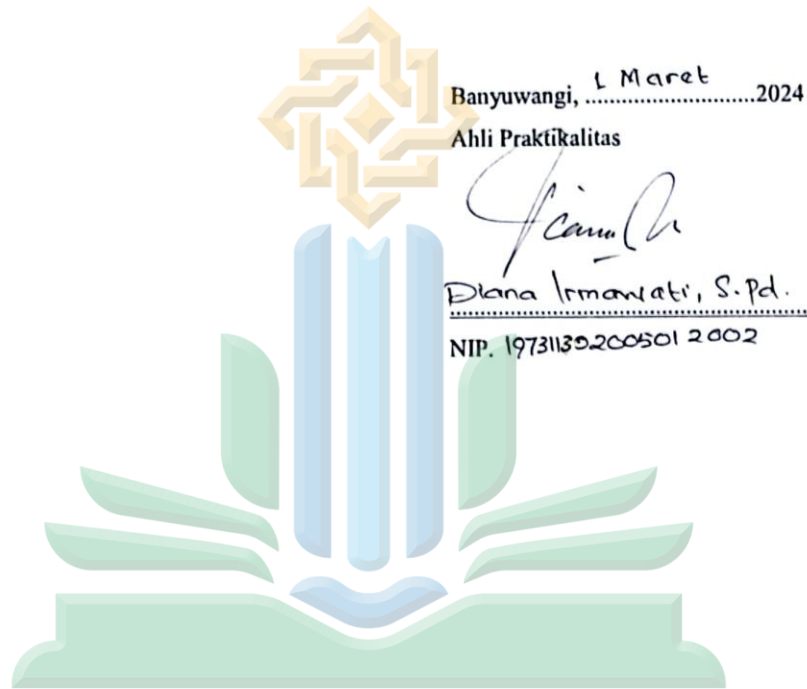 Banyuwangi, 1 Maret 2024
Ahli Praktikalitas
Diana Irmawati, S.Pd.
NIP. 197311302005012002